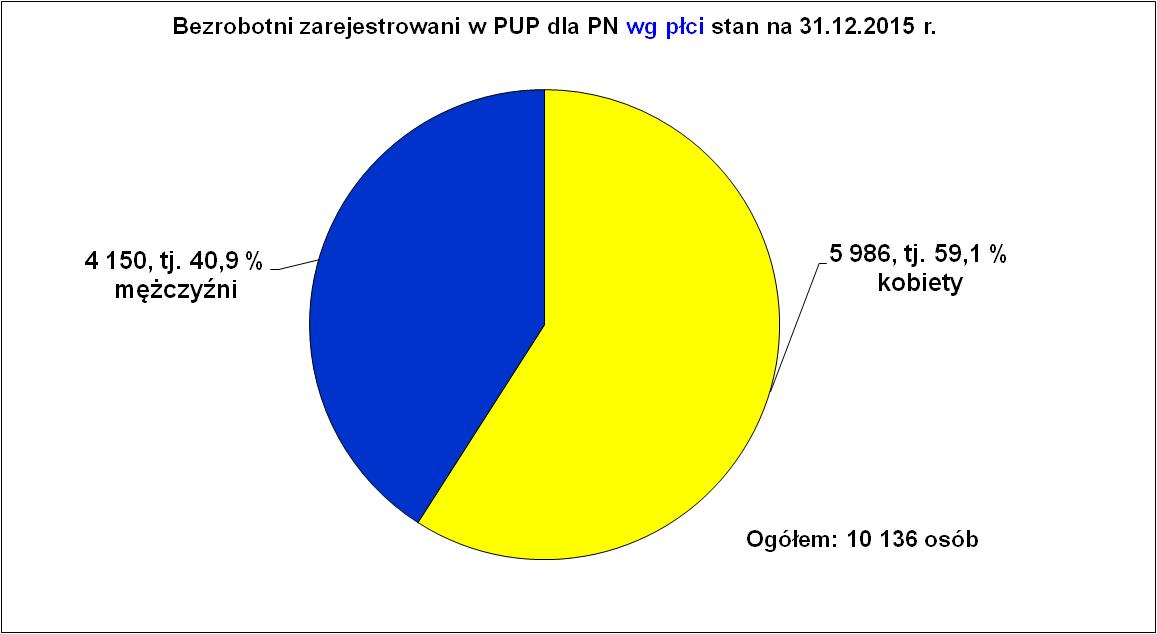 Bezrobotni zarejestrowani w PUP dla PN wg płci stan na 31.12.2015 r.
4 150, tj. 40,9 %
mężczyźni
5 986, tj. 59,1 %
kobiety
Ogółem: 10 136 osób